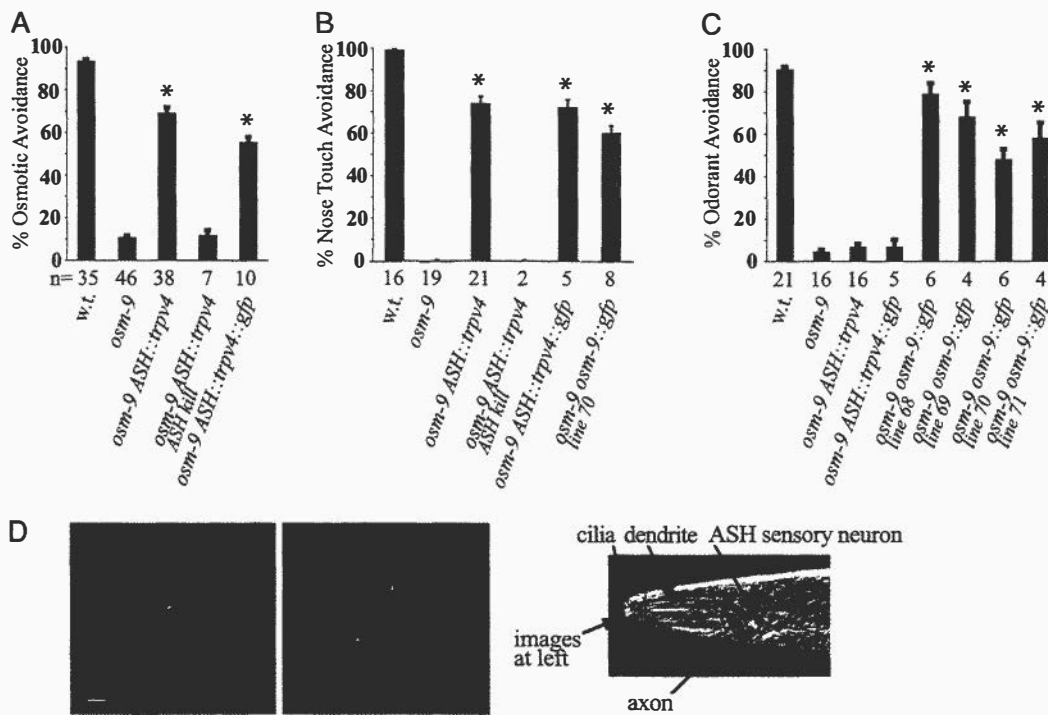 A
% Osmotic Avoidance
100
80
60
40
20
0
*
*
n= 35 46 38 7 10
w.t.
osm-9
osm-9 ASH::trpv4
osm-9 ASH::trpv4
ASH kill
osm-9 ASH::trpv4::gfp
B
% Nose Touch Avoidance
100
80
60
40
20
0
*
*
*
16 19 21 2 5 8
w.t.
osm-9
osm-9 ASH::trpv4
osm-9 ASH::trpv4
ASH kill
osm-9 ASH::trpv4::gfp
osm-9 osm-9::gfp
line 70
C
% Odorant Avoidance
100
80
60
40
20
0
*
*
*
*
21 16 16 5 6 4 6 4
w.t.
osm-9
osm-9 ASH::trpv4
osm-9 ASH::trpv4::gfp
osm-9 osm-9::gfp
line 68
osm-9 osm-9::gfp
line 69
osm-9 osm-9::gfp
line 70
osm-9 osm-9::gfp
line 71
D
cilia dendrite ASH sensory neuron
images
at left
axon